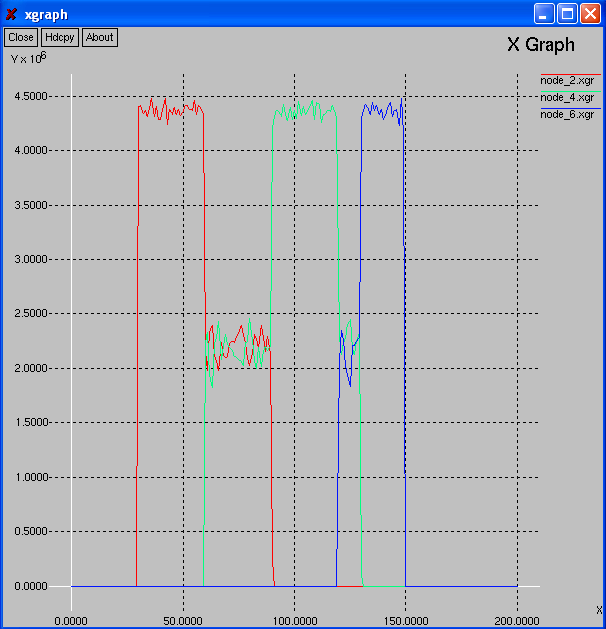 xgraph
Close Hdcpy About
X Graph
Y x 10^6
node_2.xgr
node_4.xgr
node_6.xgr
4.5000
4.0000
3.5000
3.0000
2.5000
2.0000
1.5000
1.0000
0.5000
0.0000
X
0.0000 50.0000 100.0000 150.0000 200.0000